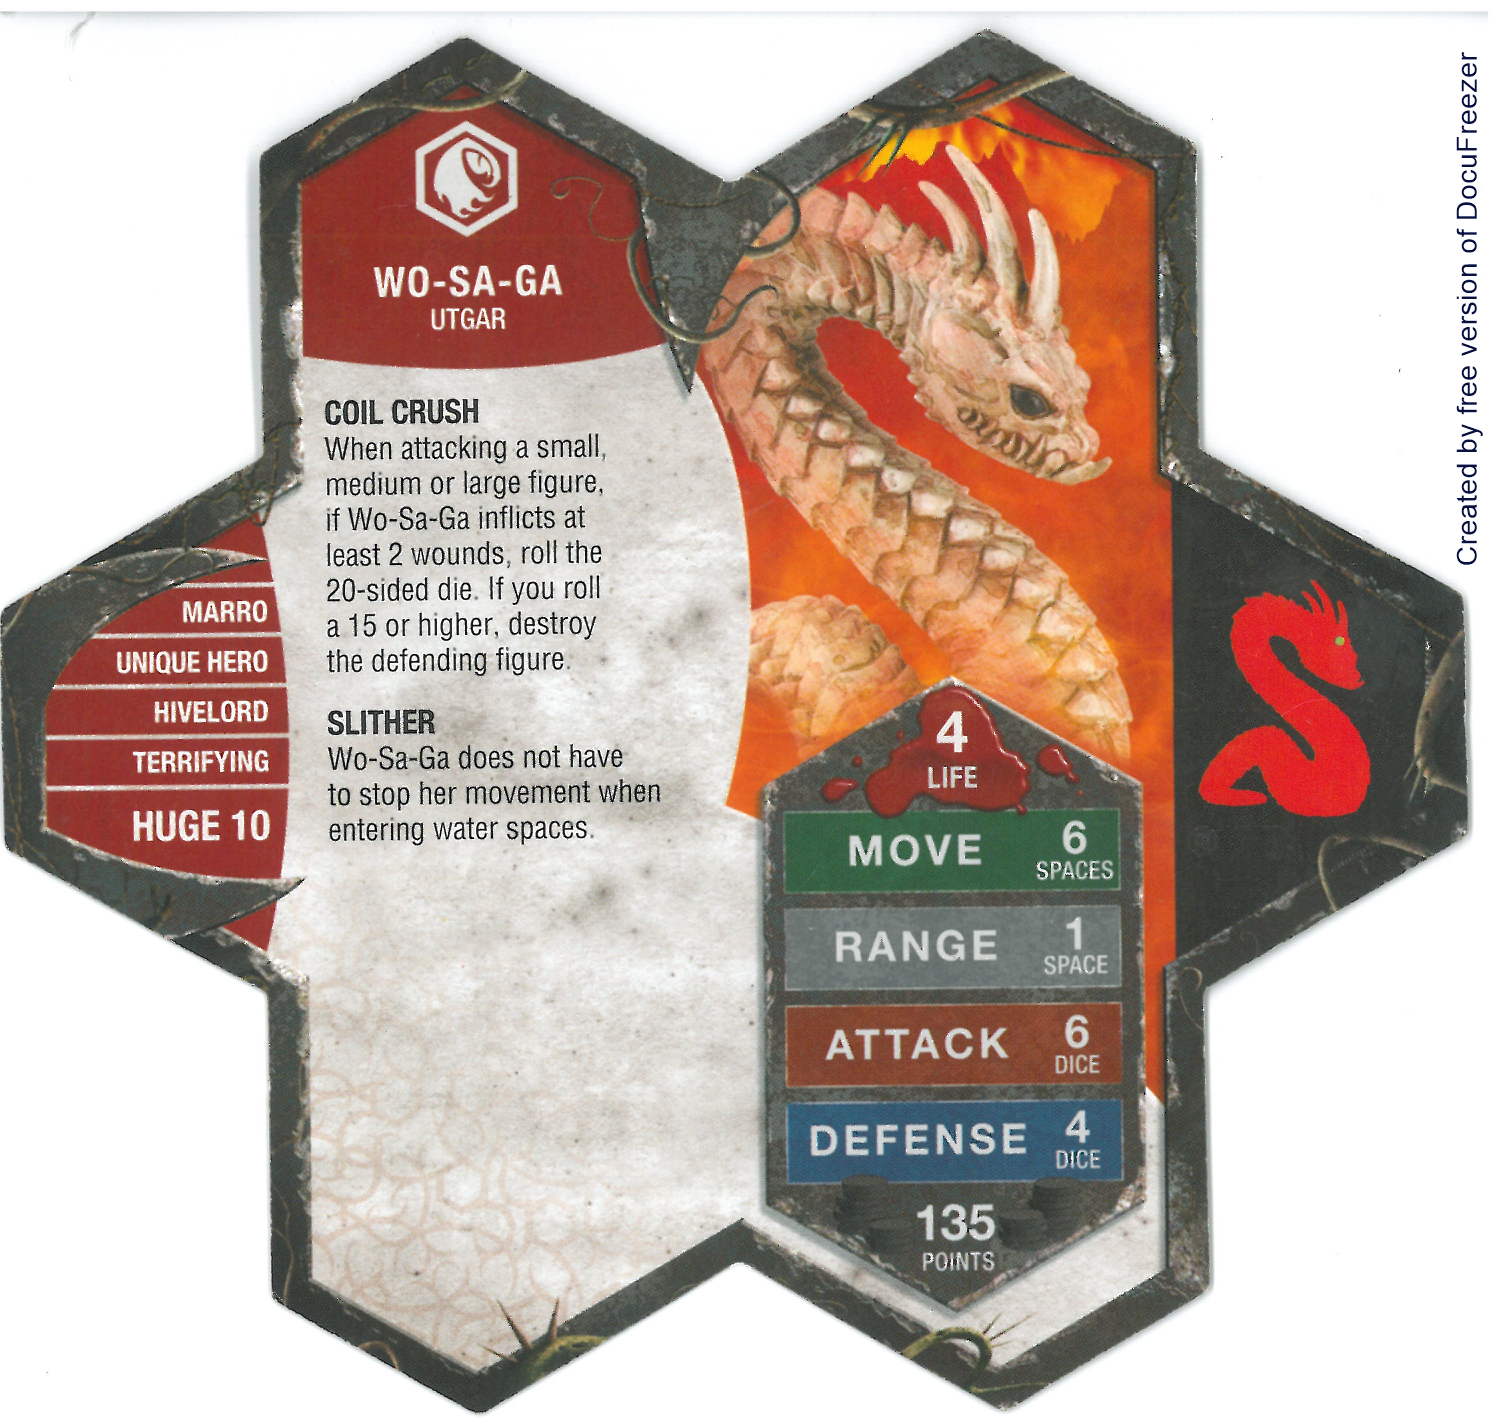 WO-SA-GA
UTGAR
COIL CRUSH
When attacking a small,
medium or large figure,
if Wo-Sa-Ga inflicts at
least 2 wounds, roll the
20-sided die. If you roll
a 15 or higher, destroy
the defending figure.
SLITHER
Wo-Sa-Ga does not have
to stop her movement when
entering water spaces.
MARRO
UNIQUE HERO
HIVELORD
TERRIFYING
HUGE 10
4
LIFE
MOVE 6
SPACES
RANGE 1
SPACE
ATTACK 6
DICE
DEFENSE 4
DICE
135
POINTS
Created by free version of DocuFreezer